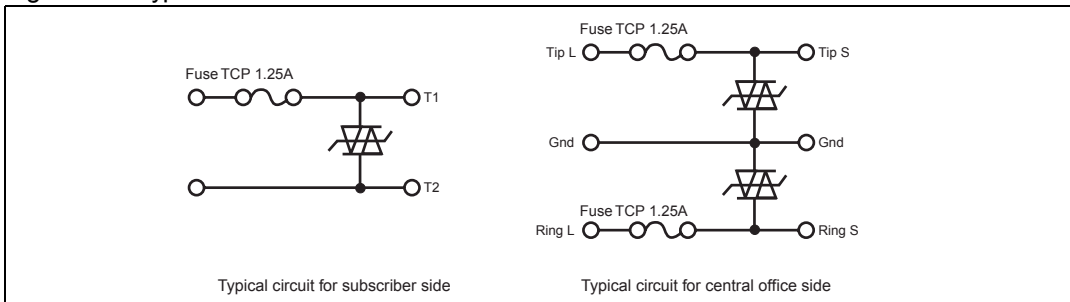 Fuse TCP 1.25A
T1
T2
Typical circuit for subscriber side
Fuse TCP 1.25A
Tip L
Tip S
Gnd
Gnd
Fuse TCP 1.25A
Ring L
Ring S
Typical circuit for central office side